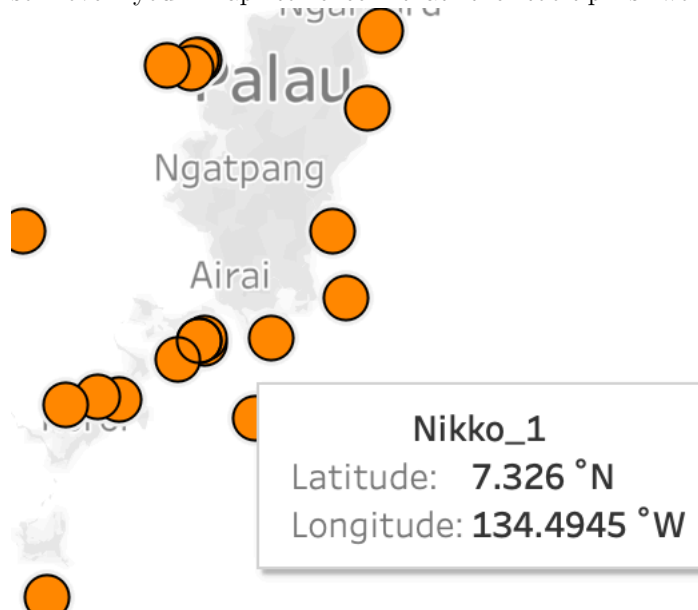 Palau
Ngatpang
Airai
Nikko_1
Latitude: 7.326 °N
Longitude: 134.4945 °W